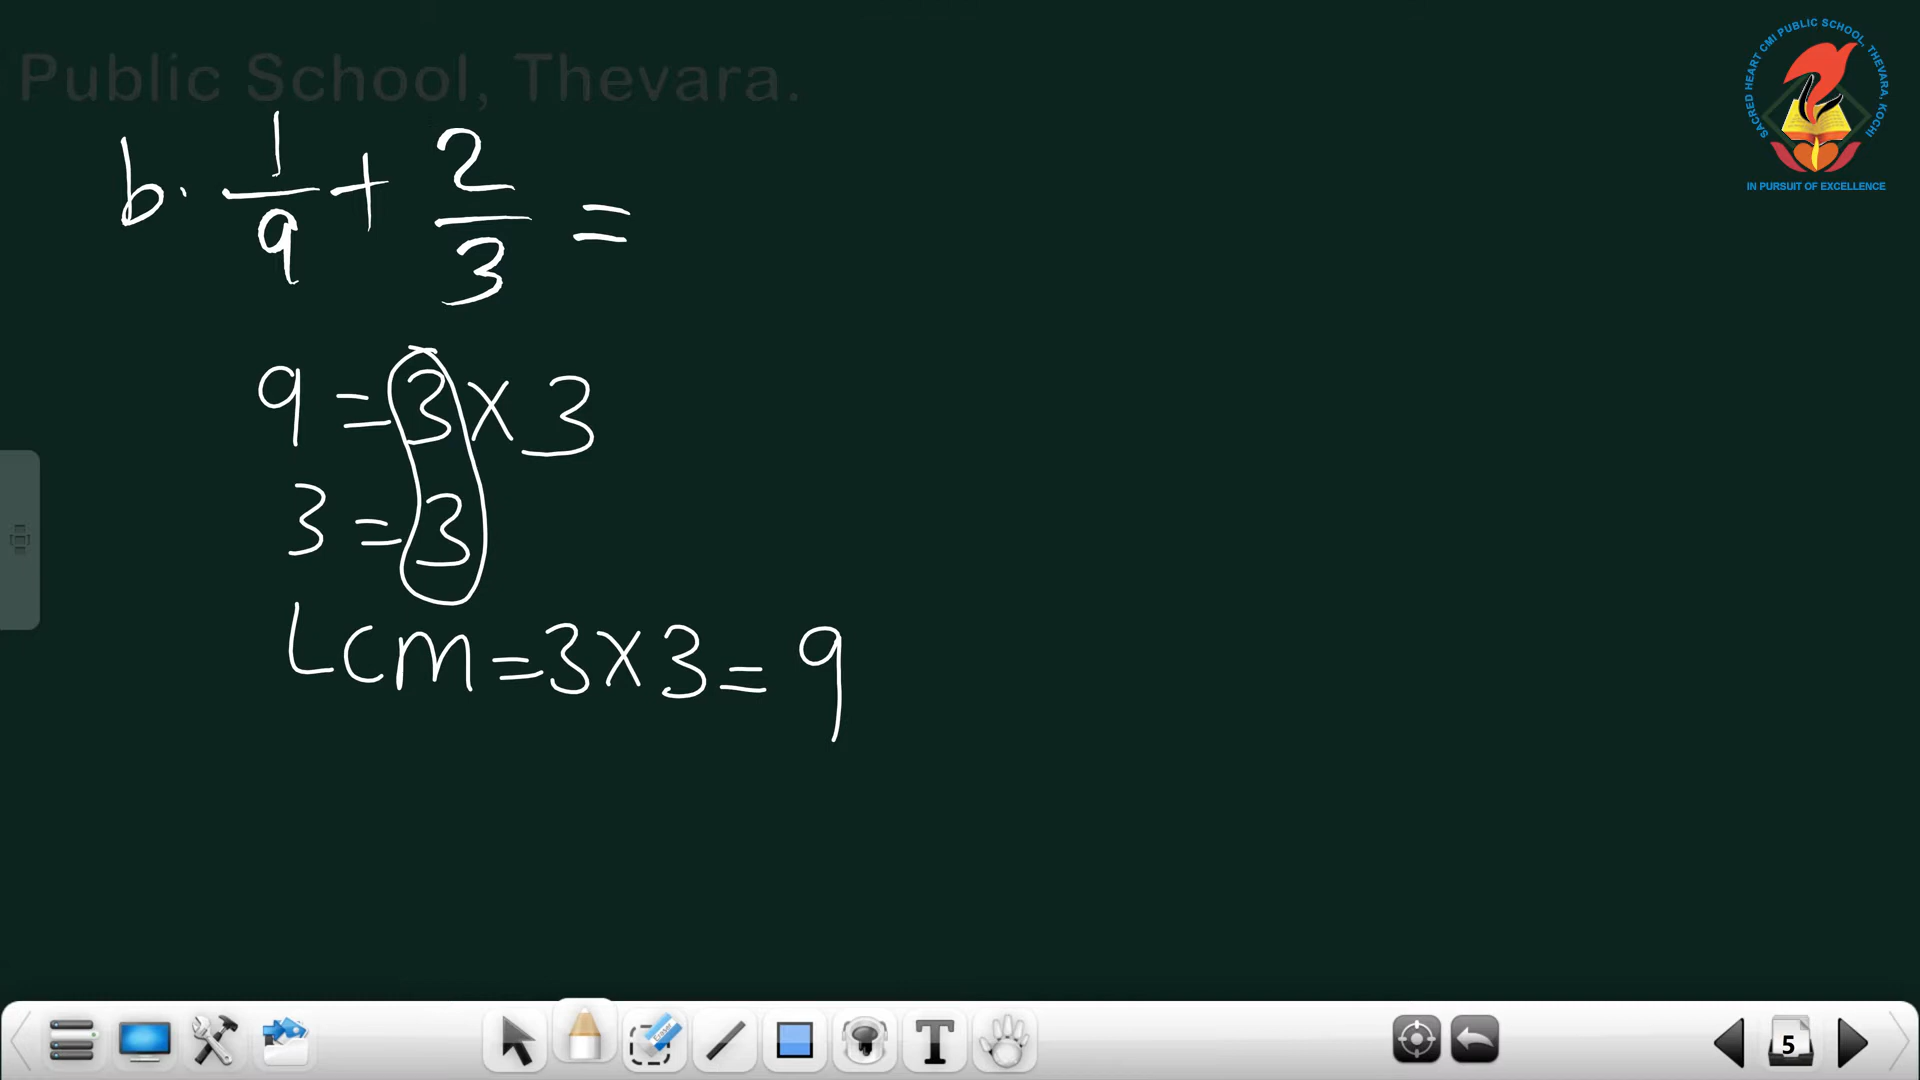 Public School, Thevara.
SACRED HEART CMI PUBLIC SCHOOL, THEVARA, KOCHI
IN PURSUIT OF EXCELLENCE
b. 1/9 + 2/3 =
9 = 3 × 3
3 = 3
LCM = 3 × 3 = 9
Eraser
T
5